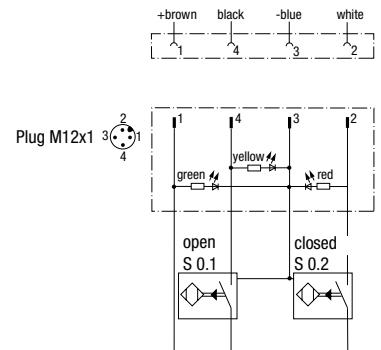 +brown black -blue white
1 4 3 2
Plug M12x1
2
3 1
4
1 4 3 2
yellow
green red
open closed
S 0.1 S 0.2